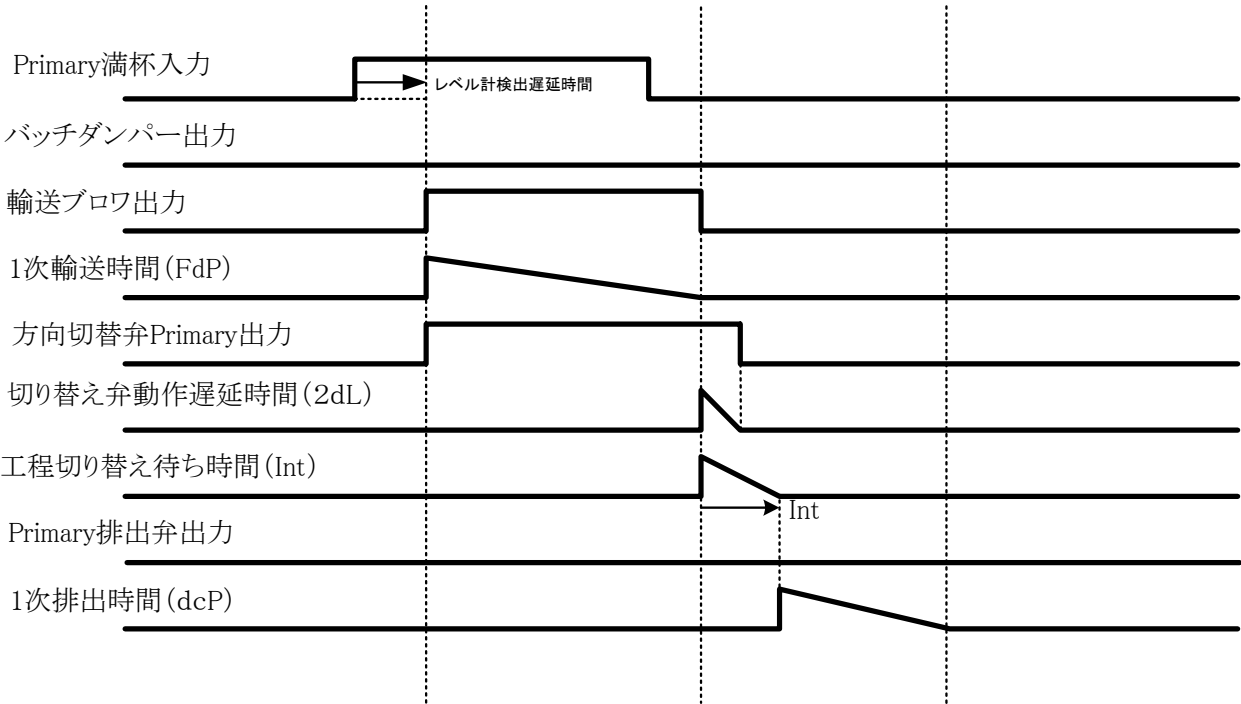 Primary満杯入力
レベル計検出遅延時間
バッチダンパー出力
輸送ブロワ出力
1次輸送時間(FdP)
方向切替弁Primary出力
切り替え弁動作遅延時間(2dL)
工程切り替え待ち時間(Int)
Int
Primary排出弁出力
1次排出時間(dcP)